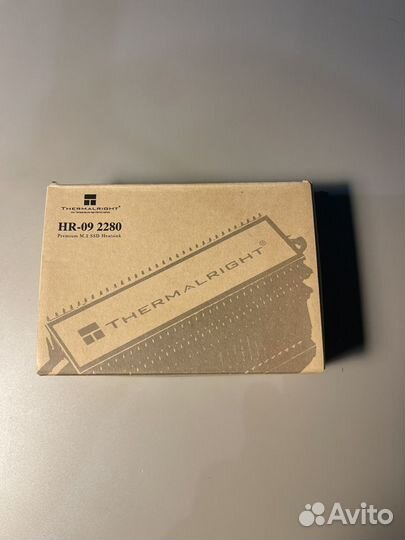 THERMALRIGHT®
HR-09 2280
Premium M.2 SSD Heatsink
THERMALRIGHT®
Avito